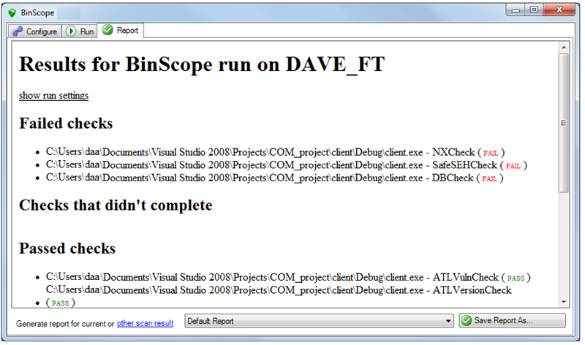 BinScope
Configure Run Report
Results for BinScope run on DAVE_FT
show run settings
Failed checks
C:\Users\daa\Documents\Visual Studio 2008\Projects\COM_project\client\Debug\client.exe - NXCheck ( FAIL )
C:\Users\daa\Documents\Visual Studio 2008\Projects\COM_project\client\Debug\client.exe - SafeSEHCheck ( FAIL )
C:\Users\daa\Documents\Visual Studio 2008\Projects\COM_project\client\Debug\client.exe - DBCheck ( FAIL )
Checks that didn't complete
Passed checks
C:\Users\daa\Documents\Visual Studio 2008\Projects\COM_project\client\Debug\client.exe - ATLVulnCheck ( PASS )
C:\Users\daa\Documents\Visual Studio 2008\Projects\COM_project\client\Debug\client.exe - ATLVersionCheck
( PASS )
Generate report for current or other scan result Default Report Save Report As...